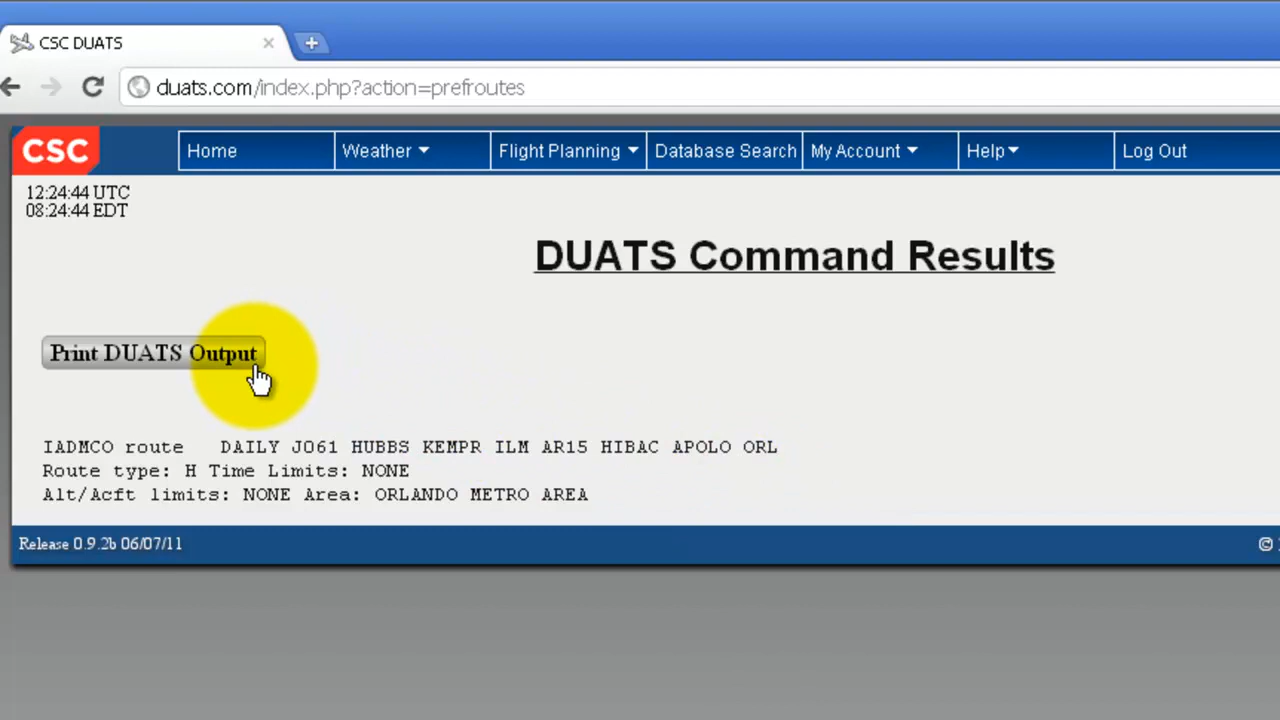 CSC DUATS
duats.com/index.php?action=prefroutes
CSC Home Weather Flight Planning Database Search My Account Help Log Out
12:24:44 UTC
08:24:44 EDT
DUATS Command Results
Print DUATS Output
IADMCO route DAILY J061 HUBBS KEMPR ILM AR15 HIBAC APOLO ORL
Route type: H Time Limits: NONE
Alt/Acft limits: NONE Area: ORLANDO METRO AREA
Release 0.9.2b 06/07/11 ©